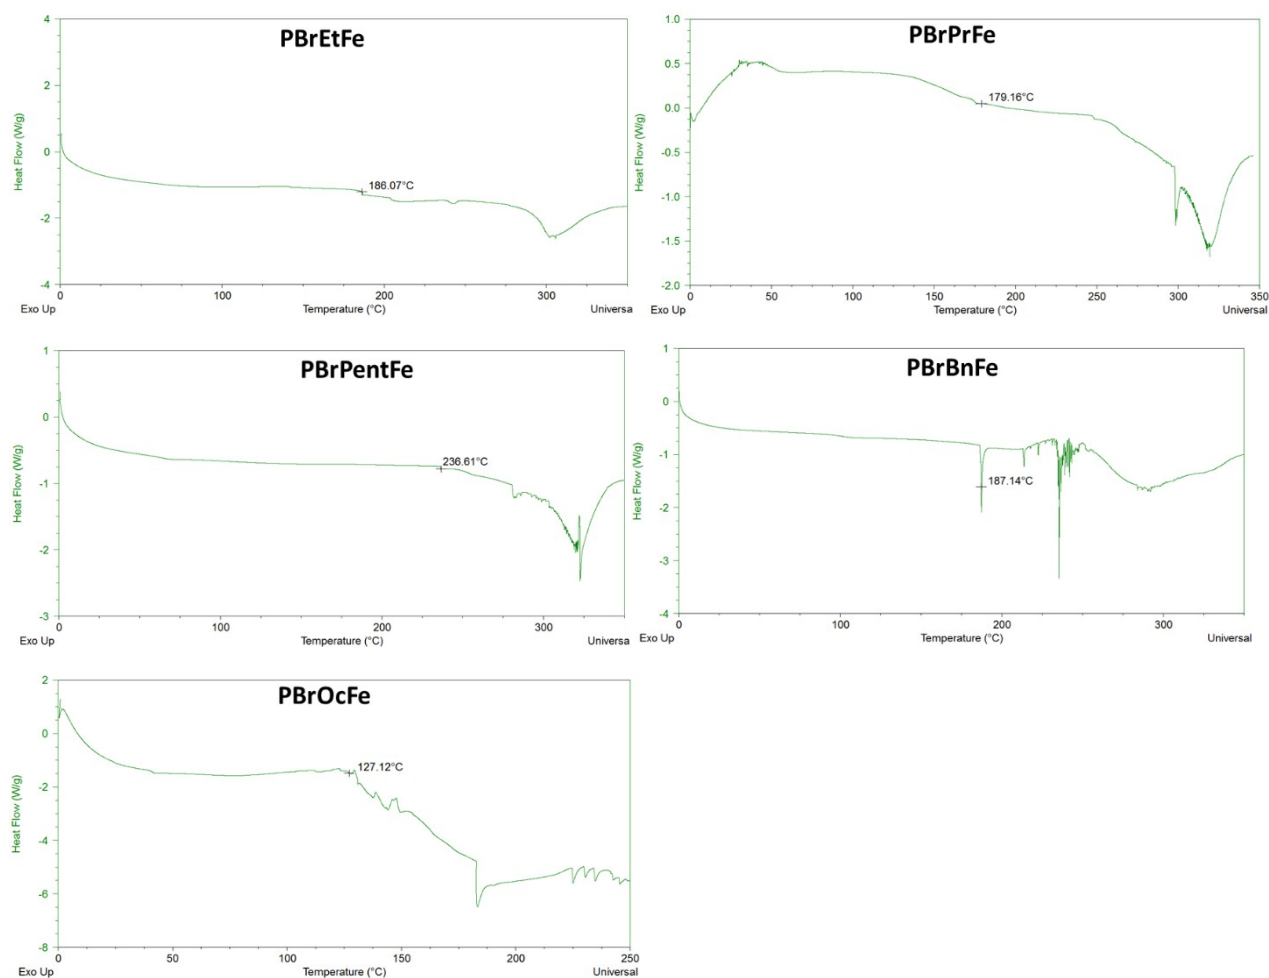 PBrEtFe
4
2
0
-2
-4
Heat Flow (W/g)
186.07°C
0
100
200
300
Exo Up
Temperature (°C)
Universa
PBrPrFe
1.0
0.5
0.0
-0.5
-1.0
-1.5
-2.0
Heat Flow (W/g)
179.16°C
0
50
100
150
200
250
300
350
Exo Up
Temperature (°C)
Universal
PBrPentFe
1
0
-1
-2
-3
Heat Flow (W/g)
236.61°C
0
100
200
300
Exo Up
Temperature (°C)
Universa
PBrBnFe
1
0
-1
-2
-3
-4
Heat Flow (W/g)
187.14°C
0
100
200
300
Exo Up
Temperature (°C)
Universal
PBrOcFe
2
0
-2
-4
-6
-8
Heat Flow (W/g)
127.12°C
0
50
100
150
200
250
Exo Up
Temperature (°C)
Universal